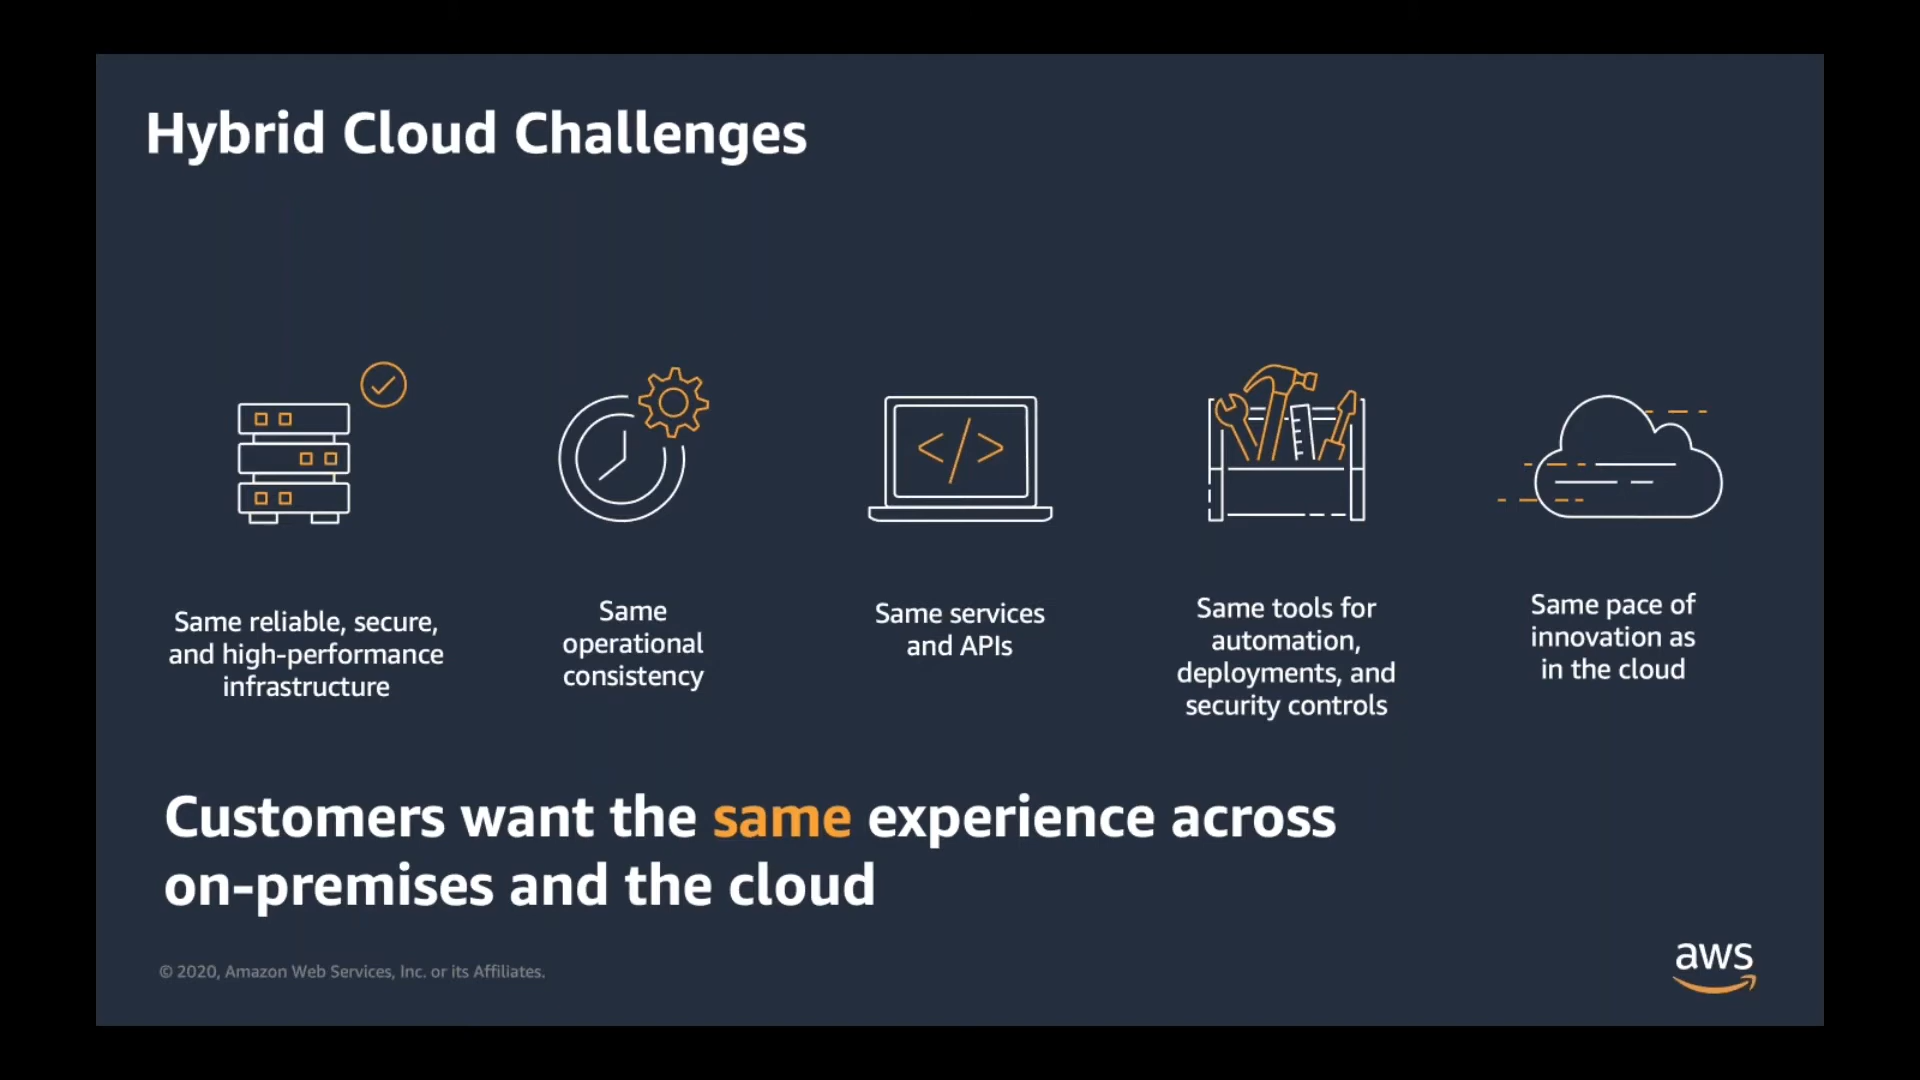 Hybrid Cloud Challenges
</>
Same reliable, secure,
and high-performance
infrastructure
Same
operational
consistency
Same services
and APIs
Same tools for
automation,
deployments, and
security controls
Same pace of
innovation as
in the cloud
Customers want the same experience across
on-premises and the cloud
© 2020, Amazon Web Services, Inc. or its Affiliates.
aws